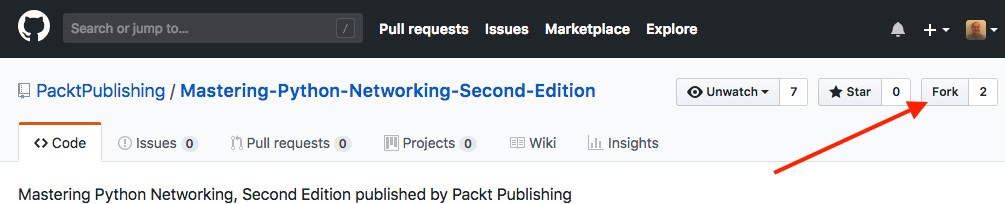 Search or jump to... / Pull requests Issues Marketplace Explore
PacktPublishing / Mastering-Python-Networking-Second-Edition Unwatch 7 Star 0 Fork 2
<> Code Issues 0 Pull requests 0 Projects 0 Wiki Insights
Mastering Python Networking, Second Edition published by Packt Publishing